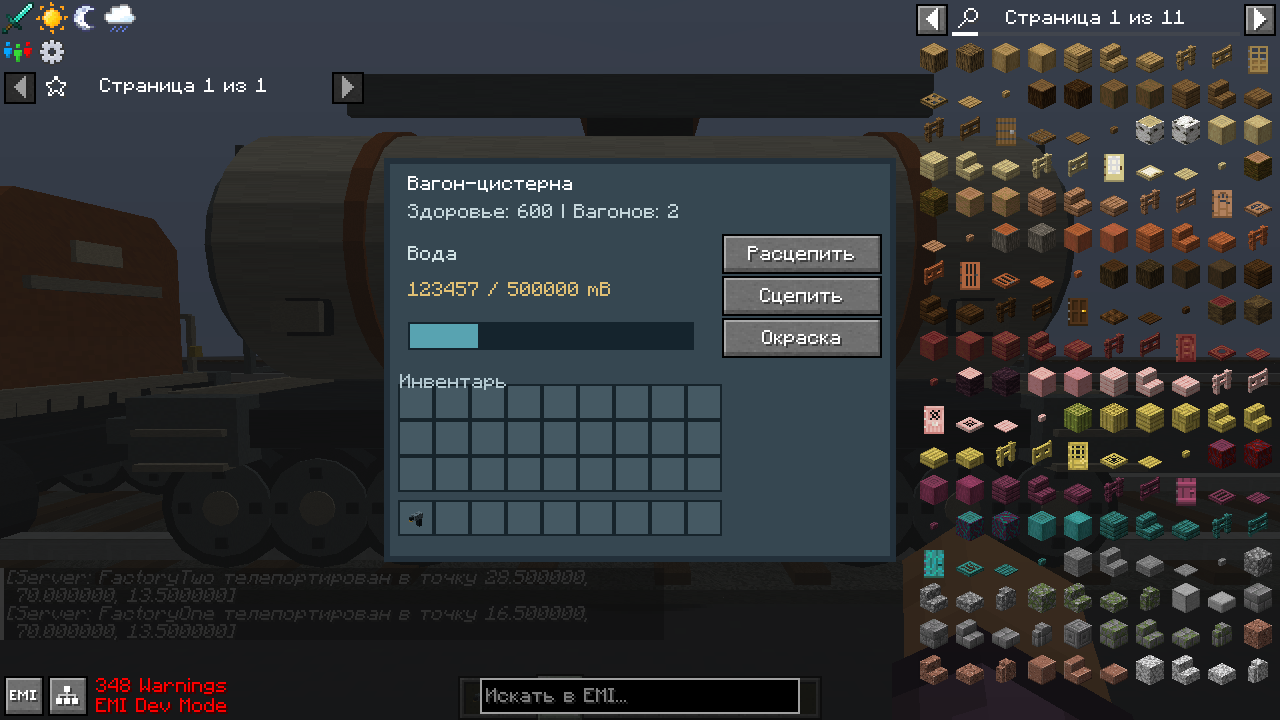 Страница 1 из 11
Страница 1 из 1
Вагон-цистерна
Здоровье: 600 | Вагонов: 2
Вода
123457 / 500000 mB
Расцепить
Сцепить
Окраска
Инвентарь
[Server: FactoryTwo телепортирован в точку 28.500000,
70.000000, 13.500000]
[Server: FactoryOne телепортирован в точку 16.500000,
70.000000, 13.500000]
EMI
348 Warnings
EMI Dev Mode
Искать в EMI...